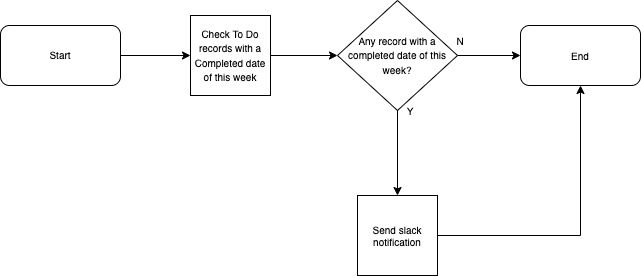 Start
Check To Do
records with a
Completed date
of this week
Any record with a
completed date of this
week?
N
End
Y
Send slack
notification